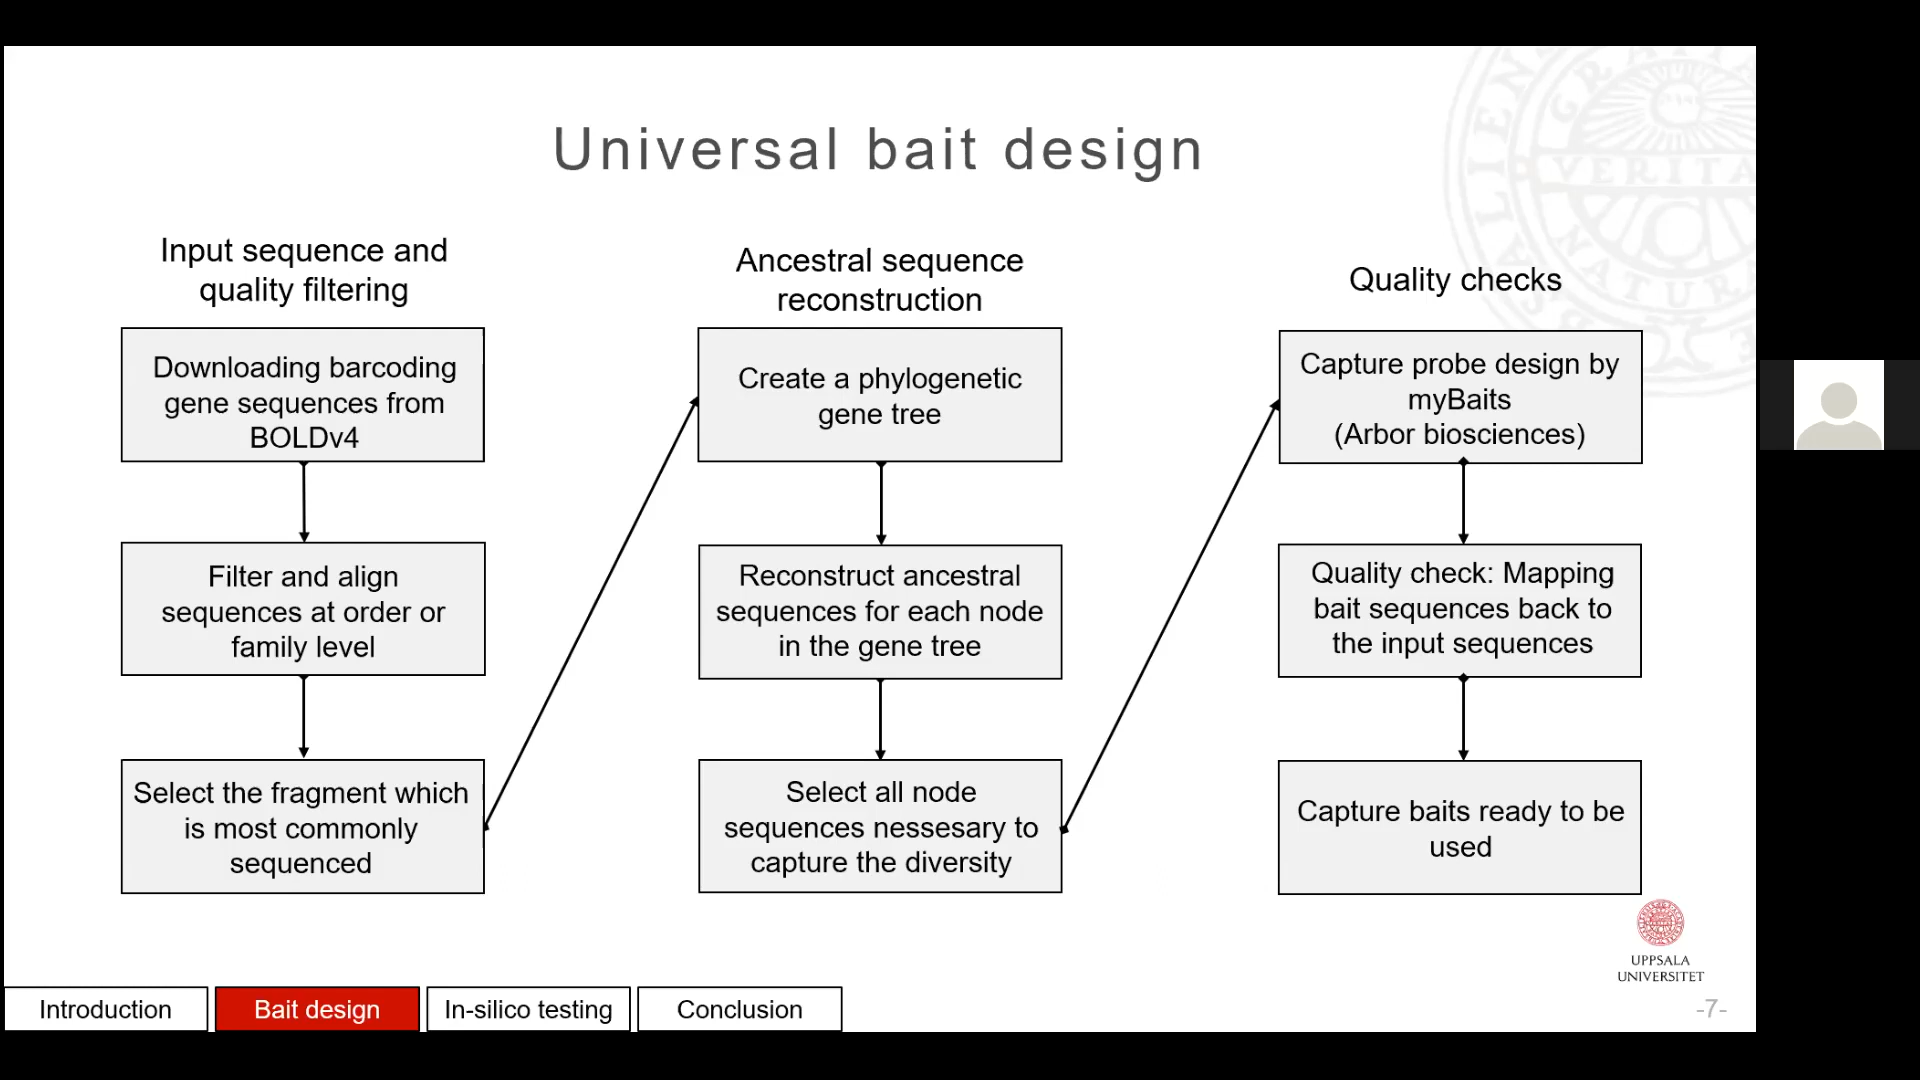 Universal bait design
Input sequence and
quality filtering
Downloading barcoding
gene sequences from
BOLDv4
Filter and align
sequences at order or
family level
Select the fragment which
is most commonly
sequenced
Ancestral sequence
reconstruction
Create a phylogenetic
gene tree
Reconstruct ancestral
sequences for each node
in the gene tree
Select all node
sequences nessesary to
capture the diversity
Quality checks
Capture probe design by
myBaits
(Arbor biosciences)
Quality check: Mapping
bait sequences back to
the input sequences
Capture baits ready to be
used
UPPSALA
UNIVERSITET
Introduction
Bait design
In-silico testing
Conclusion
-7-